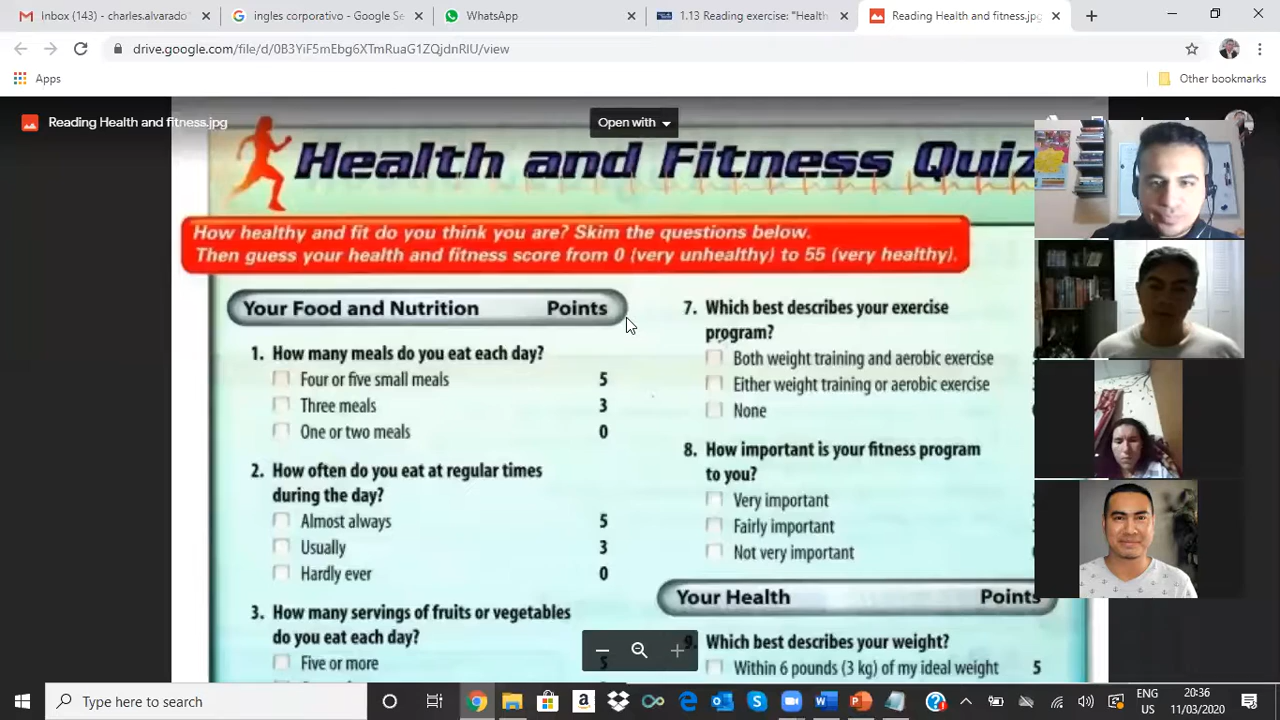 Inbox (143) - charles.alvarado
ingles corporativo - Google Se
WhatsApp
1.13 Reading exercise: "Health
Reading Health and fitness.jpg
drive.google.com/file/d/0B3YiF5mEbg6XTmRuaG1ZQjdnRlU/view
Apps
Other bookmarks
Reading Health and fitness.jpg
Open with
Health and Fitness Quiz
How healthy and fit do you think you are? Skim the questions below.
Then guess your health and fitness score from 0 (very unhealthy) to 55 (very healthy).
Your Food and Nutrition Points
1. How many meals do you eat each day?
Four or five small meals 5
Three meals 3
One or two meals 0
2. How often do you eat at regular times
during the day?
Almost always 5
Usually 3
Hardly ever 0
3. How many servings of fruits or vegetables
do you eat each day?
Five or more 5
7. Which best describes your exercise
program?
Both weight training and aerobic exercise
Either weight training or aerobic exercise
None
8. How important is your fitness program
to you?
Very important
Fairly important
Not very important
Your Health Points
9. Which best describes your weight?
Within 6 pounds (3 kg) of my ideal weight 5
Type here to search
ENG
ES
20:36
11/03/2020